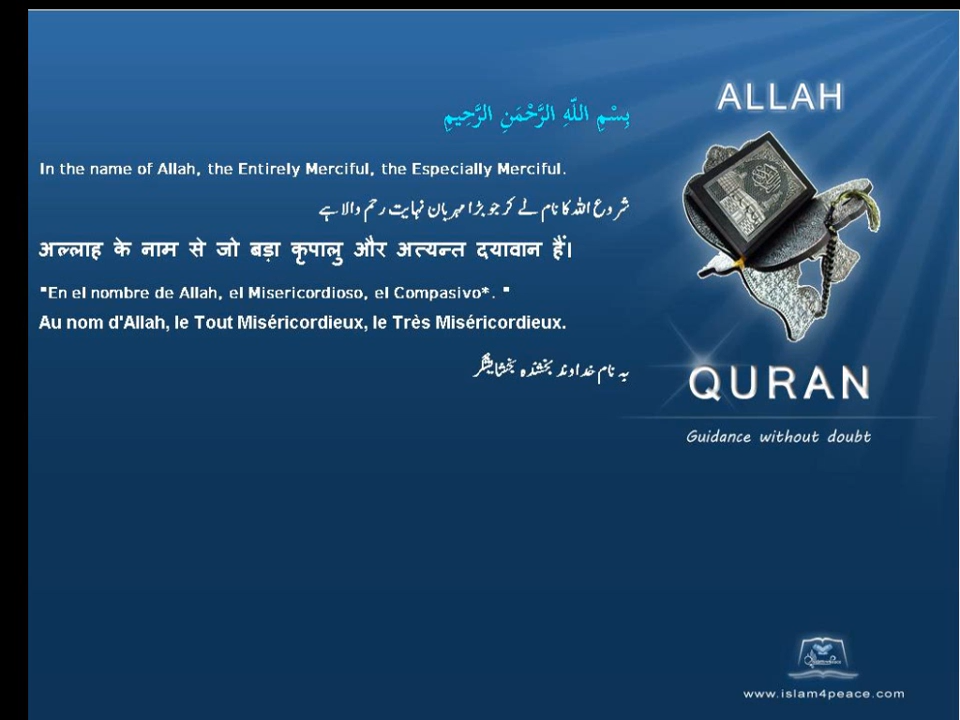 بِسْمِ اللّهِ الرَّحْمَنِ الرَّحِيمِ
In the name of Allah, the Entirely Merciful, the Especially Merciful.
شروع الله کا نام لے کر جو بڑا مہربان نہایت رحم والا ہے
अल्लाह के नाम से जो बड़ा कृपालु और अत्यन्त दयावान हैं।
"En el nombre de Allah, el Misericordioso, el Compasivo*. "
Au nom d'Allah, le Tout Miséricordieux, le Très Miséricordieux.
به نام خداوند بخشنده بخشایشگر
ALLAH
QURAN
Guidance without doubt
www.islam4peace.com